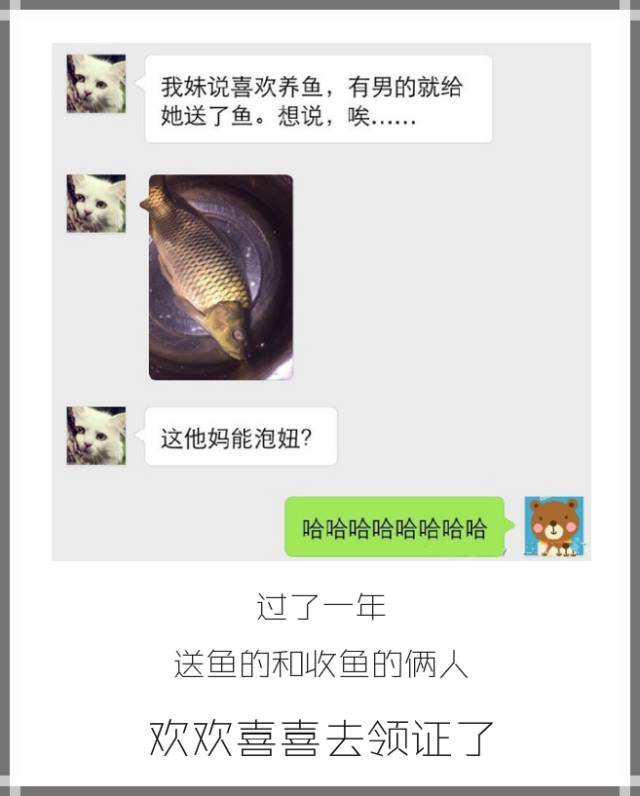 我妹说喜欢养鱼，有男的就给
她送了鱼。想说，唉……
这他妈能泡妞？
哈哈哈哈哈哈哈哈
过了一年
送鱼的和收鱼的俩人
欢欢喜喜去领证了